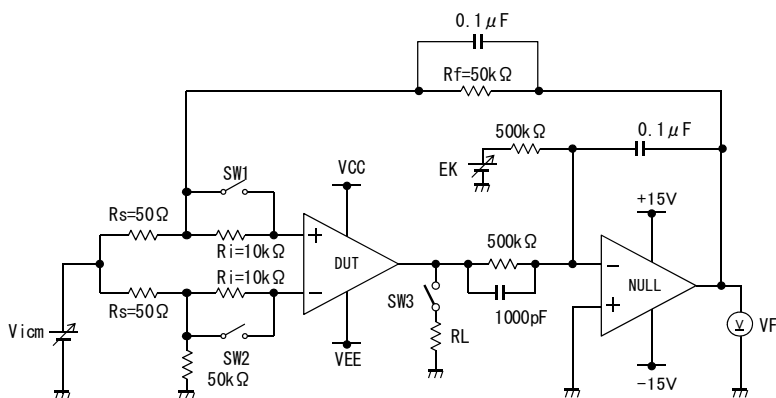 0.1μF
Rf=50kΩ
500kΩ
0.1μF
EK
SW1
VCC
+15V
Rs=50Ω
Ri=10kΩ
+
DUT
500kΩ
-
NULL
Ri=10kΩ
-
+
Rs=50Ω
SW3
1000pF
V
VF
Vicm
SW2
RL
50kΩ
VEE
-15V